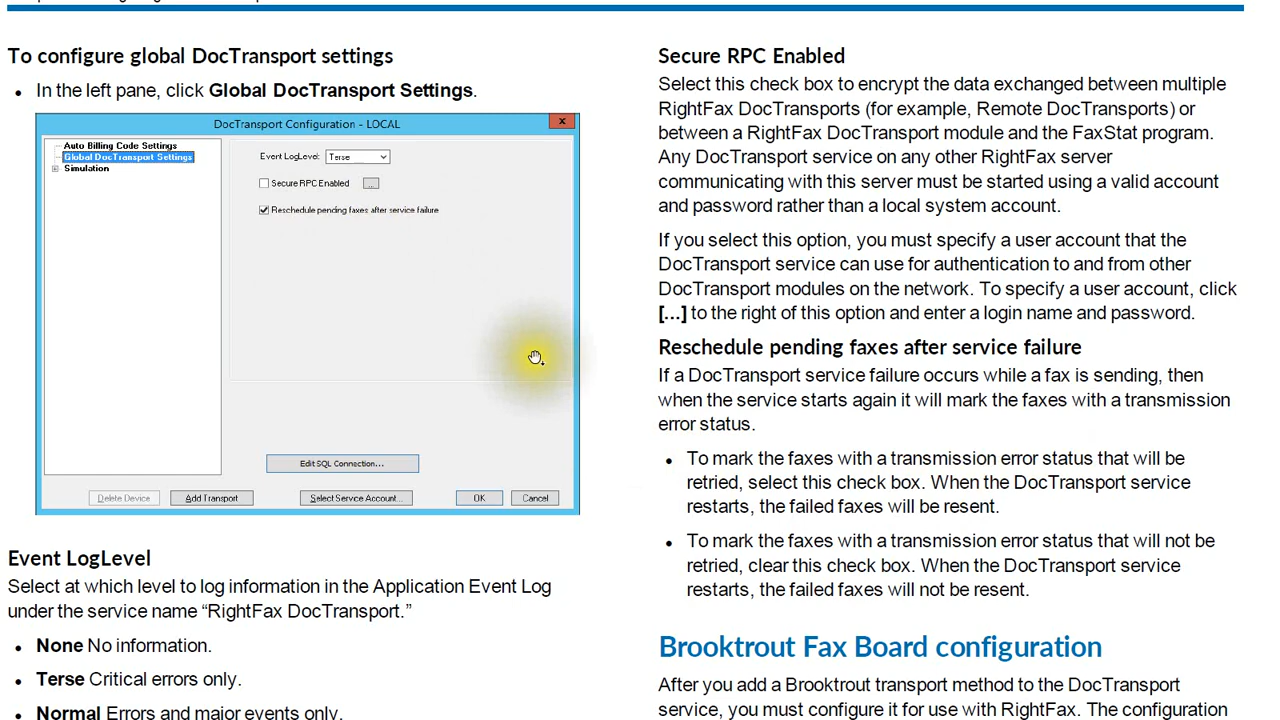 To configure global DocTransport settings
• In the left pane, click Global DocTransport Settings.
DocTransport Configuration - LOCAL
x
Auto Billing Code Settings
Global DocTransport Settings
Simulation
Event LogLevel: Terse
Secure RPC Enabled ...
Reschedule pending faxes after service failure
Edit SQL Connection...
Delete Device Add Transport Select Service Account... OK Cancel
Event LogLevel
Select at which level to log information in the Application Event Log
under the service name “RightFax DocTransport.”
• None No information.
• Terse Critical errors only.
• Normal Errors and major events only.
Secure RPC Enabled
Select this check box to encrypt the data exchanged between multiple
RightFax DocTransports (for example, Remote DocTransports) or
between a RightFax DocTransport module and the FaxStat program.
Any DocTransport service on any other RightFax server
communicating with this server must be started using a valid account
and password rather than a local system account.
If you select this option, you must specify a user account that the
DocTransport service can use for authentication to and from other
DocTransport modules on the network. To specify a user account, click
[...] to the right of this option and enter a login name and password.
Reschedule pending faxes after service failure
If a DocTransport service failure occurs while a fax is sending, then
when the service starts again it will mark the faxes with a transmission
error status.
• To mark the faxes with a transmission error status that will be
retried, select this check box. When the DocTransport service
restarts, the failed faxes will be resent.
• To mark the faxes with a transmission error status that will not be
retried, clear this check box. When the DocTransport service
restarts, the failed faxes will not be resent.
Brooktrout Fax Board configuration
After you add a Brooktrout transport method to the DocTransport
service, you must configure it for use with RightFax. The configuration